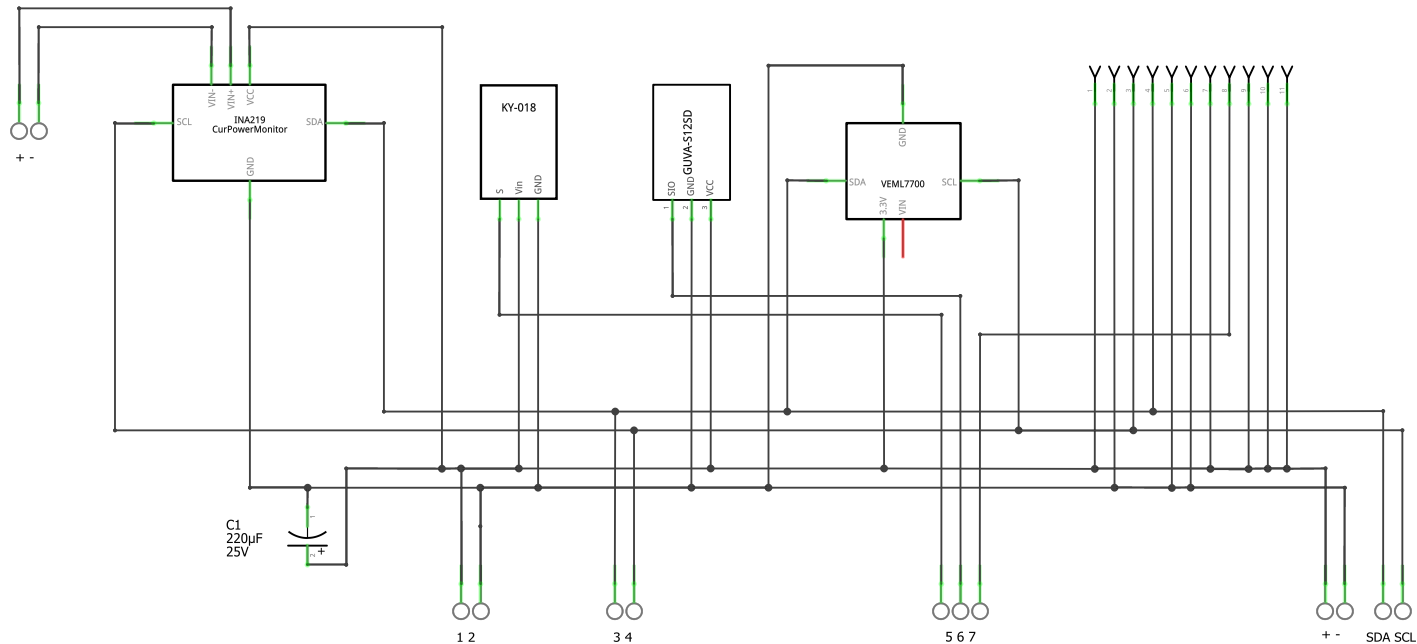 1 2 3 4 5 6 7 8 9 10 11
VIN- VIN+ VCC
INA219
CurPowerMonitor
SCL SDA
GND
+ -
KY-018
S Vin GND
GUVA-S12SD
SIO GND VCC
1 2 3
GND
SDA VEML7700 SCL
3.3V VIN
C1
220µF
25V
1
2 +
1 2 3 4 5 6 7 + - SDA SCL